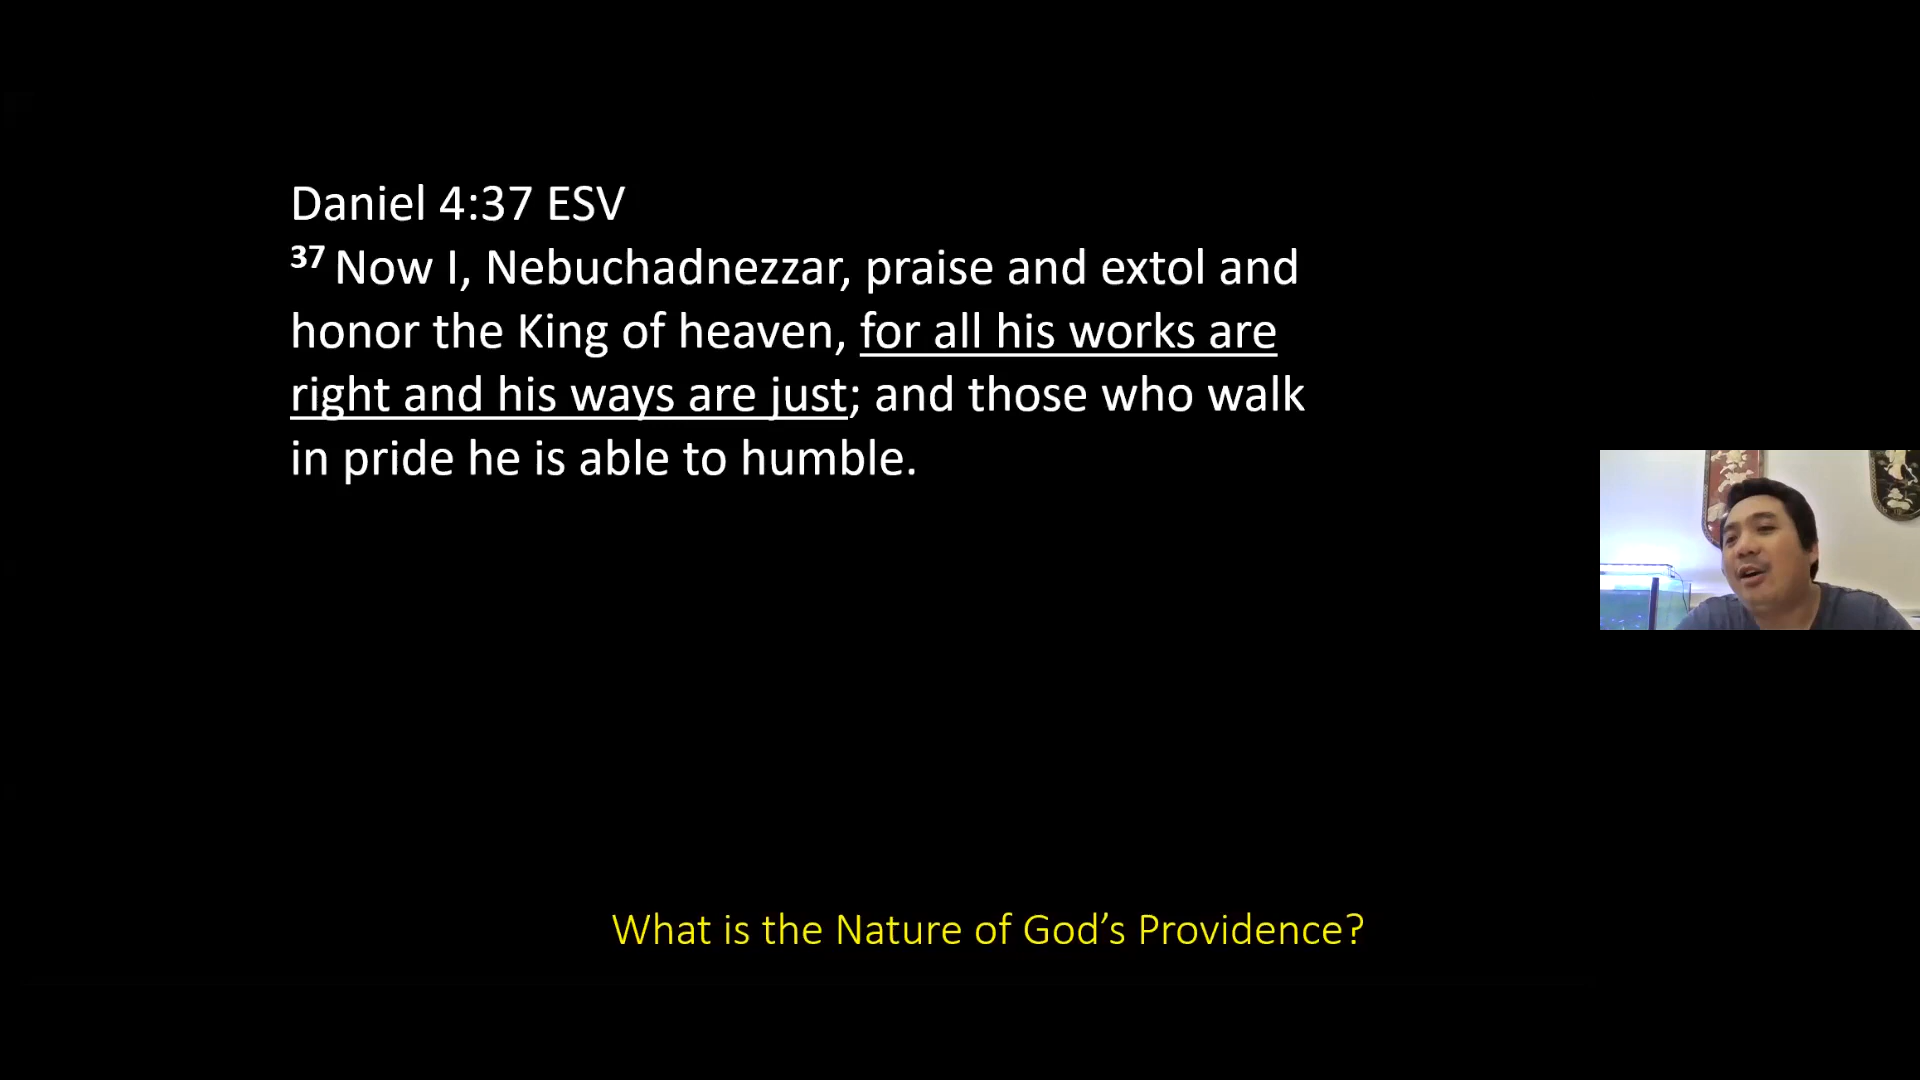 Daniel 4:37 ESV
37 Now I, Nebuchadnezzar, praise and extol and
honor the King of heaven, for all his works are
right and his ways are just; and those who walk
in pride he is able to humble.
What is the Nature of God’s Providence?